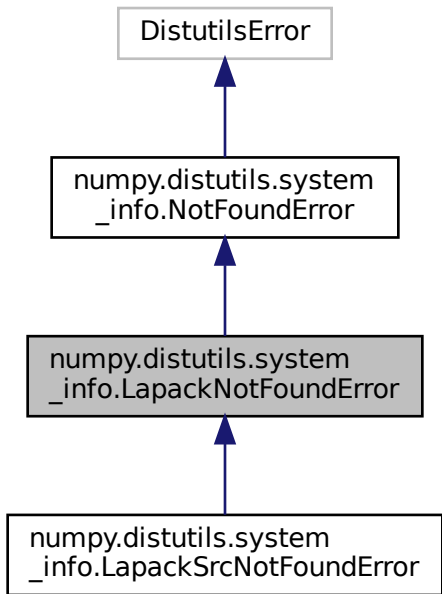 DistutilsError
numpy.distutils.system
_info.NotFoundError
numpy.distutils.system
_info.LapackNotFoundError
numpy.distutils.system
_info.LapackSrcNotFoundError